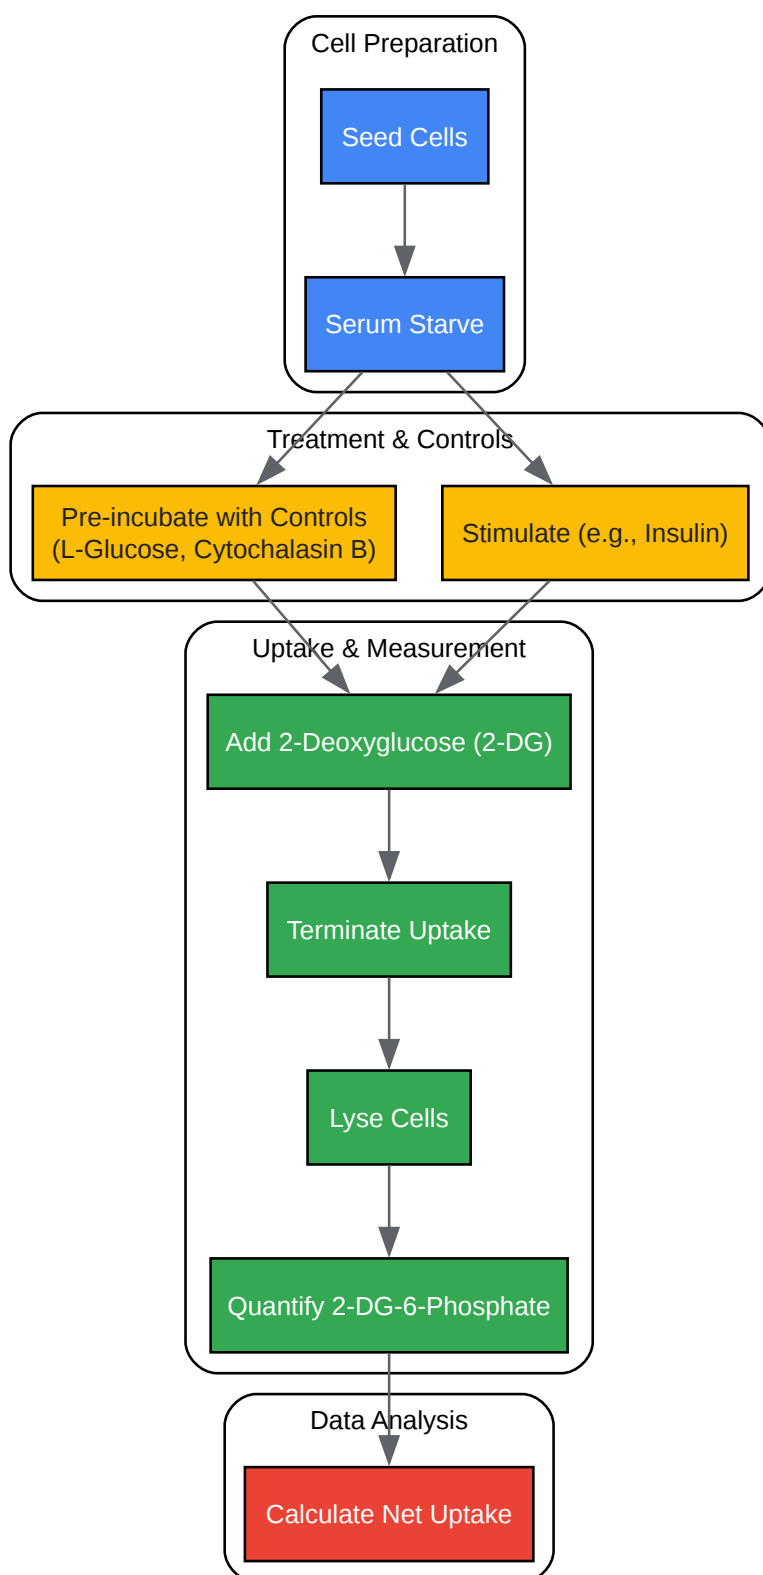 Cell Preparation
Seed Cells
Serum Starve
Treatment & Controls
Pre-incubate with Controls
(L-Glucose, Cytochalasin B)
Stimulate (e.g., Insulin)
Uptake & Measurement
Add 2-Deoxyglucose (2-DG)
Terminate Uptake
Lyse Cells
Quantify 2-DG-6-Phosphate
Data Analysis
Calculate Net Uptake